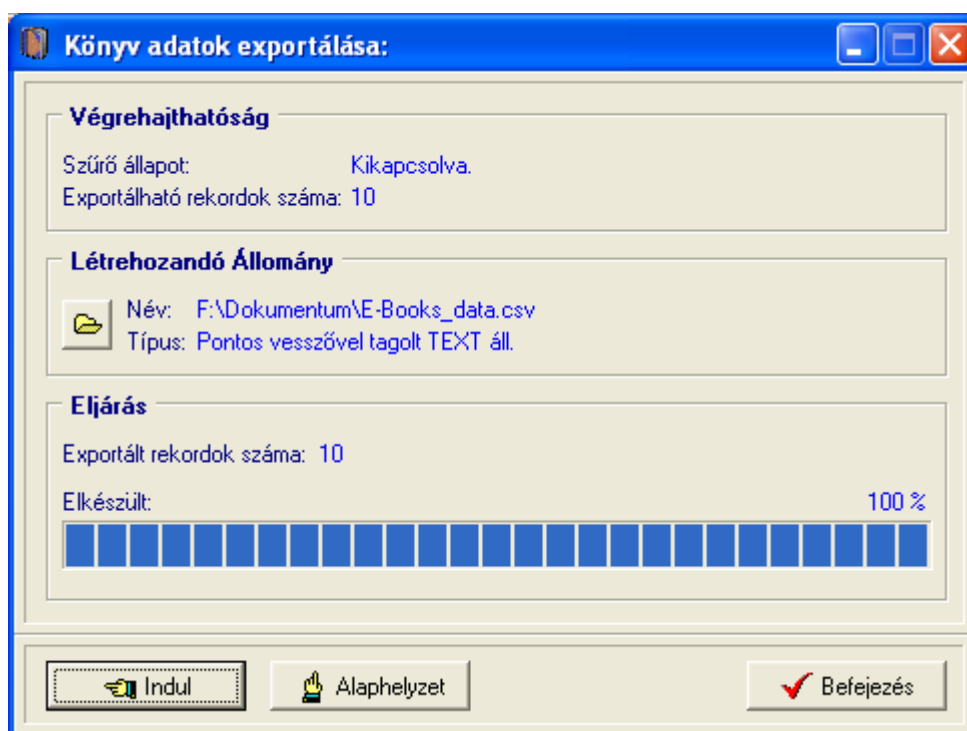 Könyv adatok exportálása:
Végrehajthatóság
Szűrő állapot: Kikapcsolva.
Exportálható rekordok száma: 10
Létrehozandó Állomány
Név: F:\Dokumentum\E-Books_data.csv
Típus: Pontos vesszővel tagolt TEXT áll.
Eljárás
Exportált rekordok száma: 10
Elkészült: 100 %
Indul Alaphelyzet Befejezés